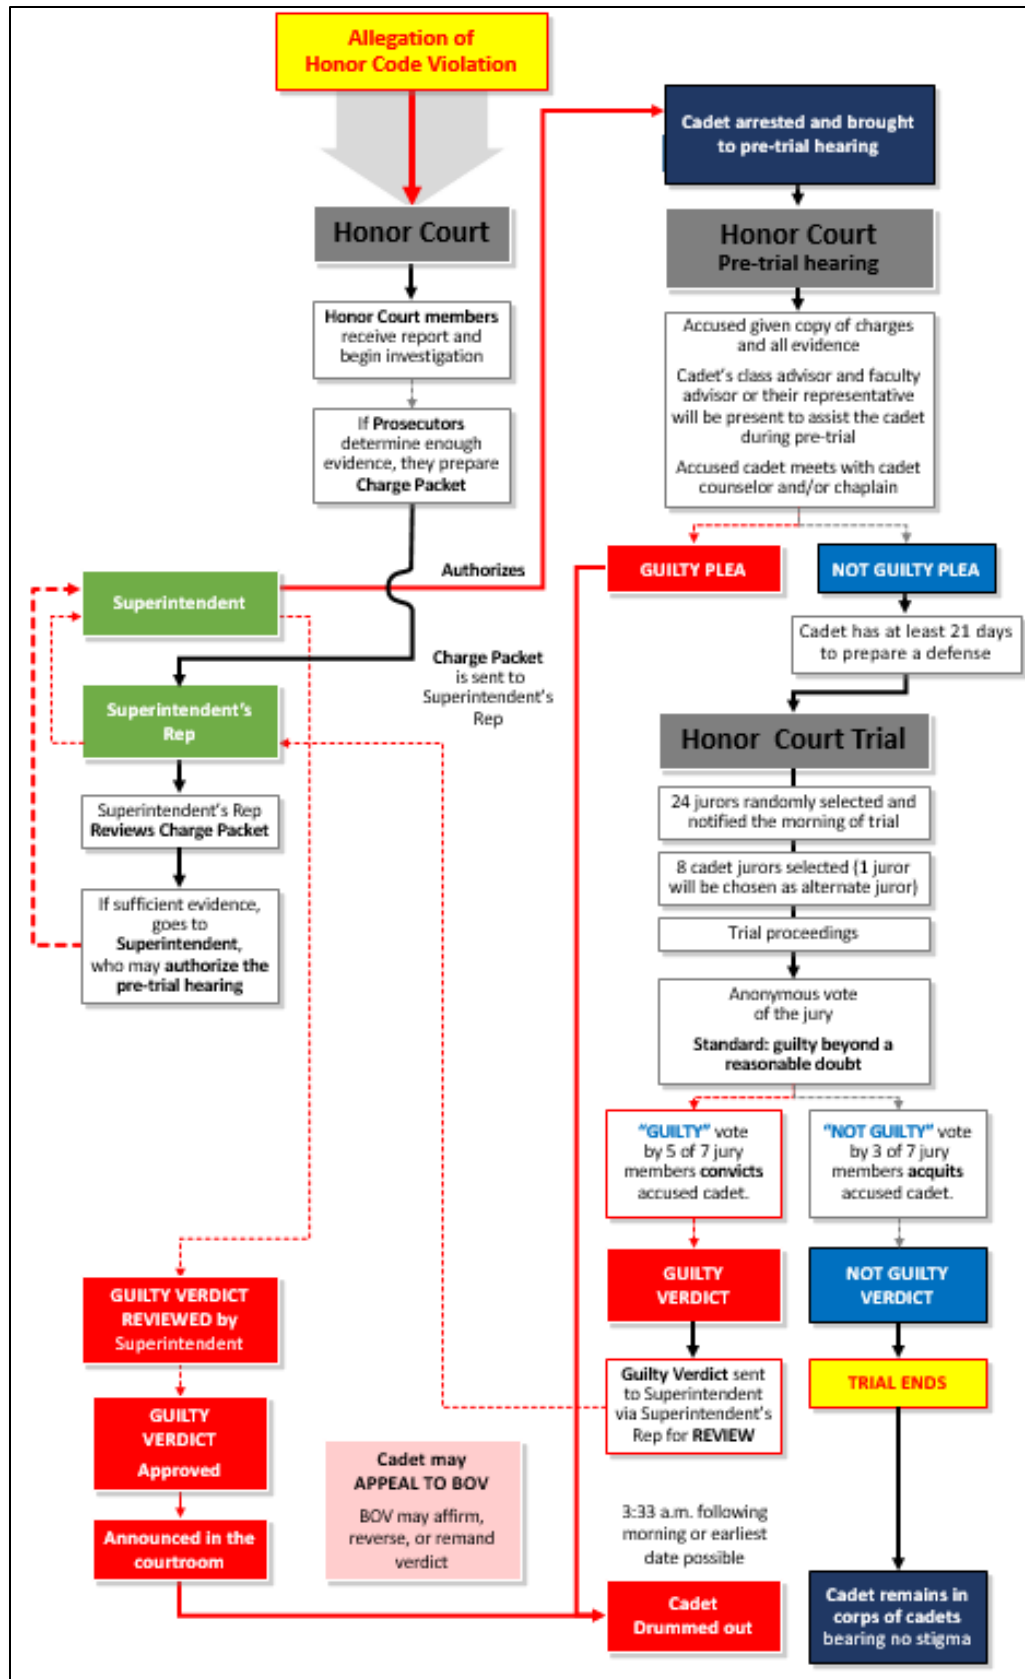 Allegation of
Honor Code Violation
Honor Court
Honor Court members
receive report and
begin investigation
If Prosecutors
determine enough
evidence, they prepare
Charge Packet
Authorizes
Superintendent
Charge Packet
is sent to
Superintendent's
Rep
Superintendent's
Rep
Superintendent's Rep
Reviews Charge Packet
If sufficient evidence,
goes to
Superintendent,
who may authorize the
pre-trial hearing
Cadet arrested and brought
to pre-trial hearing
Honor Court
Pre-trial hearing
Accused given copy of charges
and all evidence
Cadet's class advisor and faculty
advisor or their representative
will be present to assist the cadet
during pre-trial
Accused cadet meets with cadet
counselor and/or chaplain
GUILTY PLEA
NOT GUILTY PLEA
Cadet has at least 21 days
to prepare a defense
Honor Court Trial
24 jurors randomly selected and
notified the morning of trial
8 cadet jurors selected (1 juror
will be chosen as alternate juror)
Trial proceedings
Anonymous vote
of the jury
Standard: guilty beyond a
reasonable doubt
"GUILTY" vote
by 5 of 7 jury
members convicts
accused cadet.
"NOT GUILTY" vote
by 3 of 7 jury
members acquits
accused cadet.
GUILTY
VERDICT
NOT GUILTY
VERDICT
Guilty Verdict sent
to Superintendent
via Superintendent's
Rep for REVIEW
TRIAL ENDS
GUILTY VERDICT
REVIEWED by
Superintendent
GUILTY
VERDICT
Approved
Announced in the
courtroom
Cadet may
APPEAL TO BOV
BOV may affirm,
reverse, or remand
verdict
3:33 a.m. following
morning or earliest
date possible
Cadet
Drummed out
Cadet remains in
corps of cadets
bearing no stigma